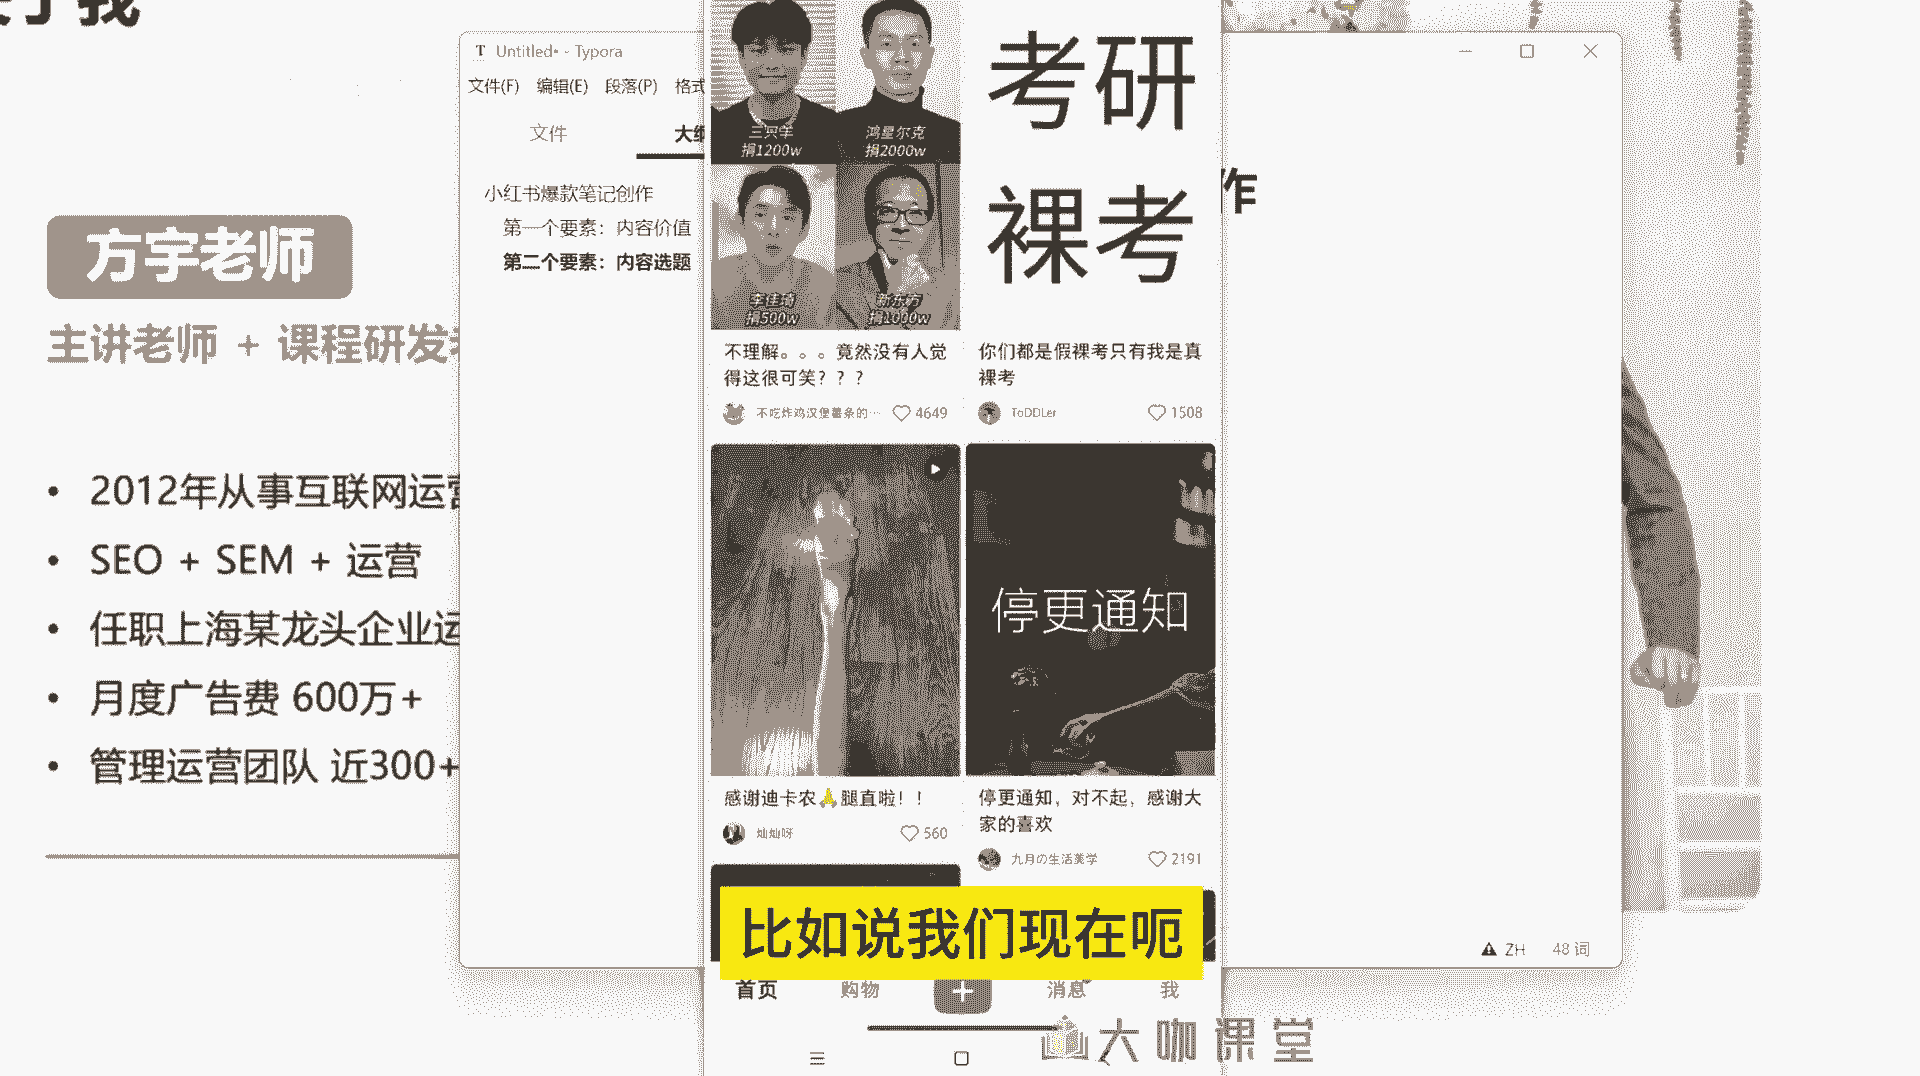 方宇老师
主讲老师 + 课程研发
• 2012年从事互联网运营
• SEO + SEM + 运营
• 任职上海某龙头企业运
• 月度广告费 600万+
• 管理运营团队 近300+
Untitled• - Typora
文件(F) 编辑(E) 段落(P) 格式
文件
大纲
小红书爆款笔记创作
第一个要素：内容价值
第二个要素：内容选题
三只羊
捐1200w
鸿星尔克
捐2000w
李佳琦
捐500w
新东方
捐1000w
不理解。。。竟然没有人觉
得这很可笑？？？
不吃炸鸡汉堡薯条的… 4649
考研
裸考
你们都是假裸考只有我是真
裸考
ToDDLer 1508
感谢迪卡农🙏腿直啦！！
灿灿呀 560
停更通知
停更通知，对不起，感谢大
家的喜欢
九月の生活美学 2191
比如说我们现在呃
首页 购物 + 消息 我
作
ZH 48 词
大咖课堂